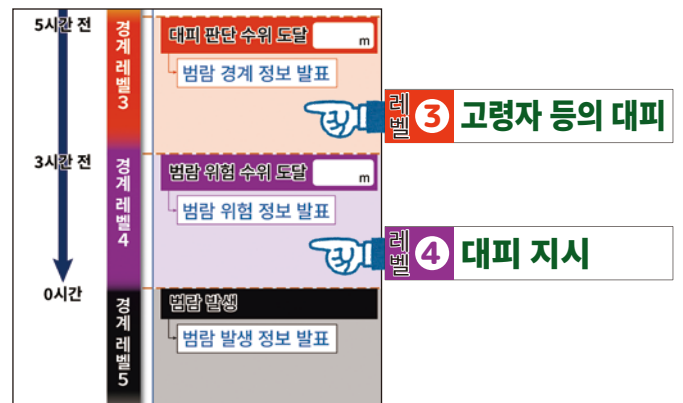 5시간 전
경계 레벨3
대피 판단 수위 도달 m
범람 경계 정보 발표
레벨 3 고령자 등의 대피
3시간 전
경계 레벨4
범람 위험 수위 도달 m
범람 위험 정보 발표
레벨 4 대피 지시
0시간
경계 레벨5
범람 발생
범람 발생 정보 발표